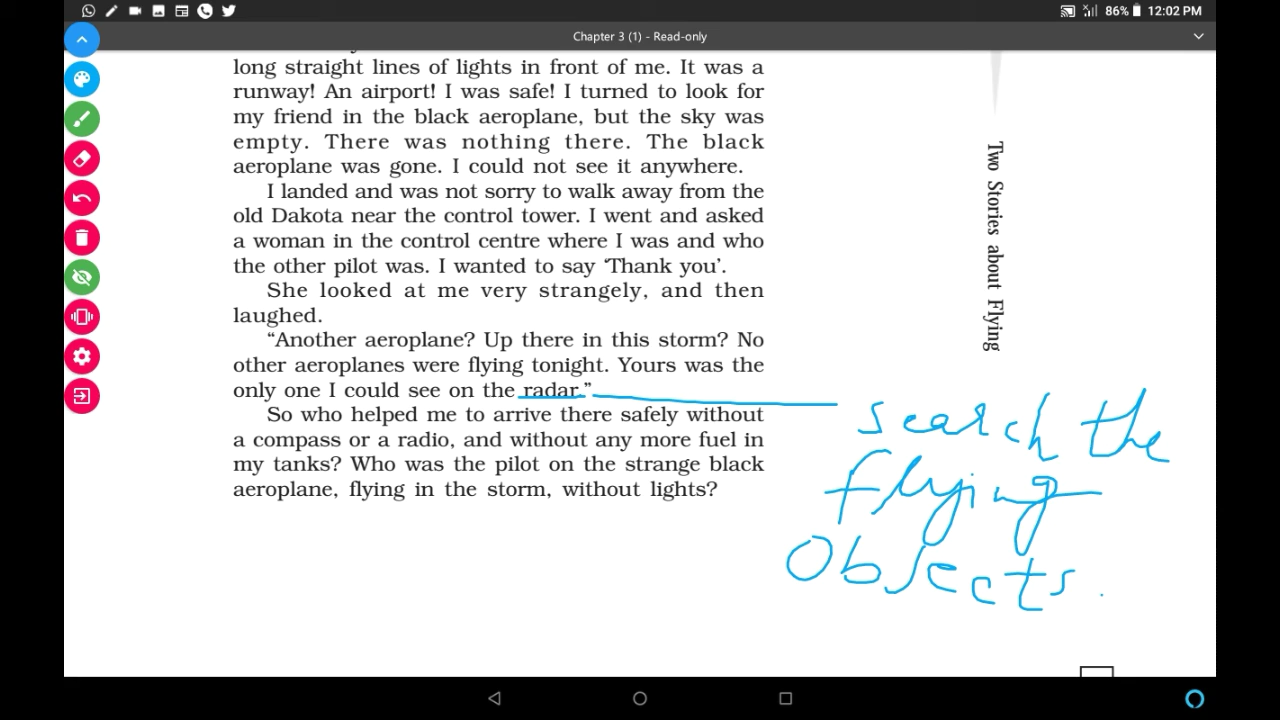 86% 12:02 PM
Chapter 3 (1) - Read-only
long straight lines of lights in front of me. It was a
runway! An airport! I was safe! I turned to look for
my friend in the black aeroplane, but the sky was
empty. There was nothing there. The black
aeroplane was gone. I could not see it anywhere.
I landed and was not sorry to walk away from the
old Dakota near the control tower. I went and asked
a woman in the control centre where I was and who
the other pilot was. I wanted to say ‘Thank you’.
She looked at me very strangely, and then
laughed.
“Another aeroplane? Up there in this storm? No
other aeroplanes were flying tonight. Yours was the
only one I could see on the radar.”
So who helped me to arrive there safely without
a compass or a radio, and without any more fuel in
my tanks? Who was the pilot on the strange black
aeroplane, flying in the storm, without lights?
Two Stories about Flying
search the
flying
Objects.